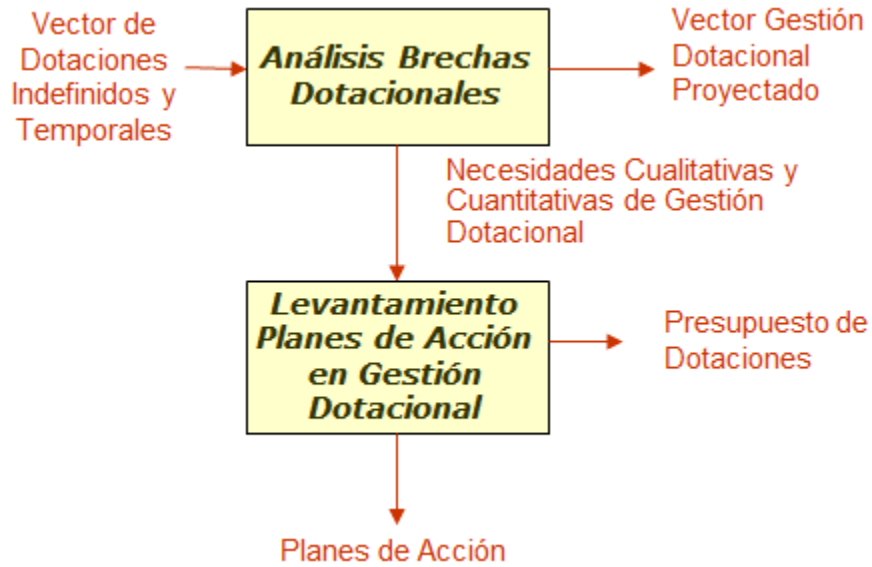 Vector de
Dotaciones
Indefinidos y
Temporales
Análisis Brechas
Dotacionales
Vector Gestión
Dotacional
Proyectado
Necesidades Cualitativas y
Cuantitativas de Gestión
Dotacional
Levantamiento
Planes de Acción
en Gestión
Dotacional
Presupuesto de
Dotaciones
Planes de Acción